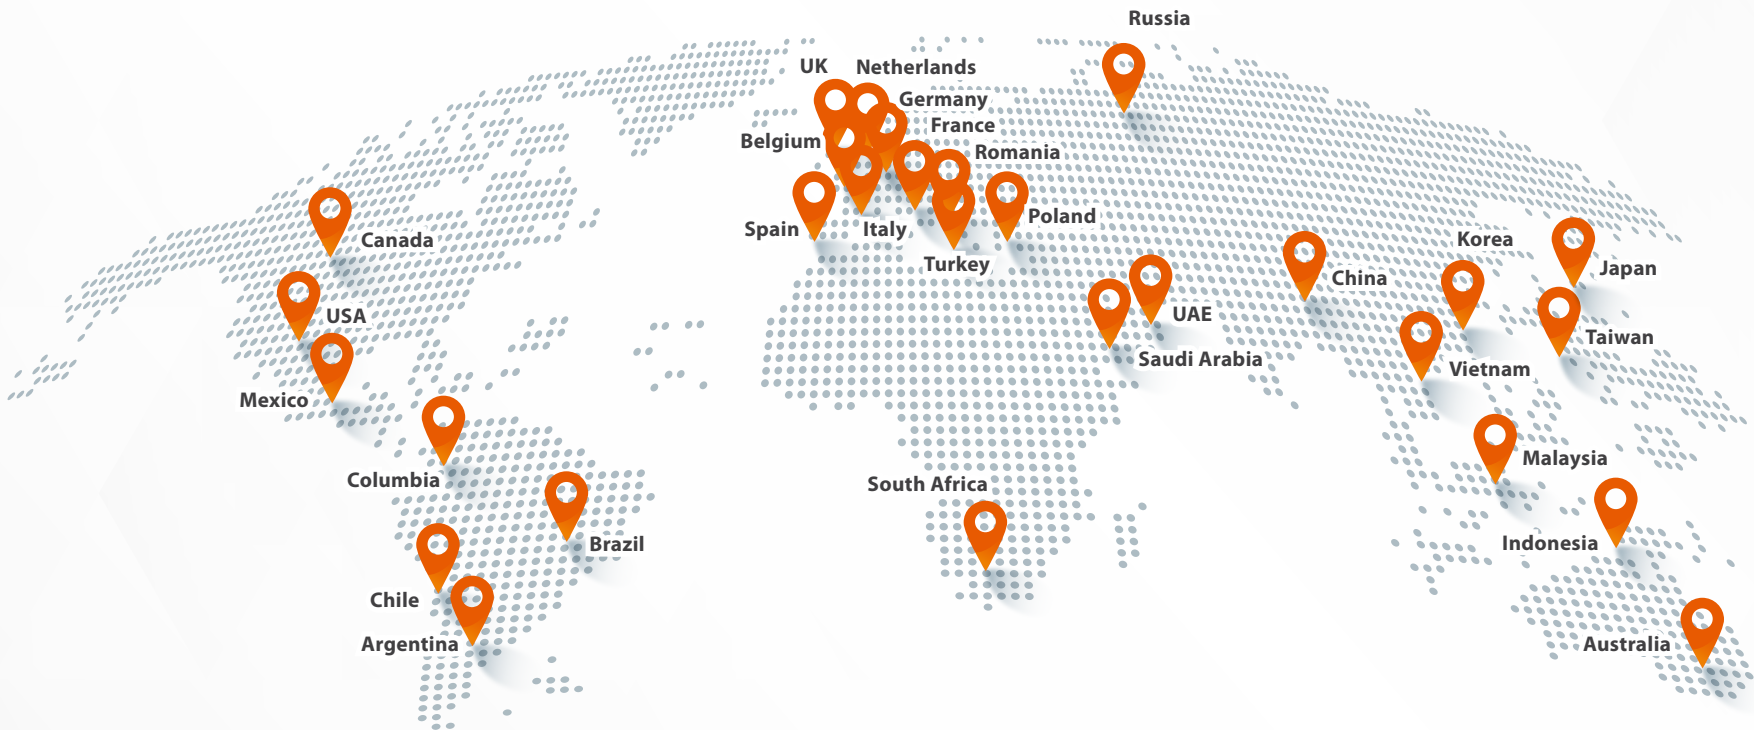 Russia
UK
Netherlands
Germany
France
Belgium
Romania
Poland
Spain
Italy
Turkey
Canada
USA
Mexico
Korea
Japan
China
UAE
Taiwan
Saudi Arabia
Vietnam
Columbia
South Africa
Malaysia
Brazil
Indonesia
Chile
Argentina
Australia